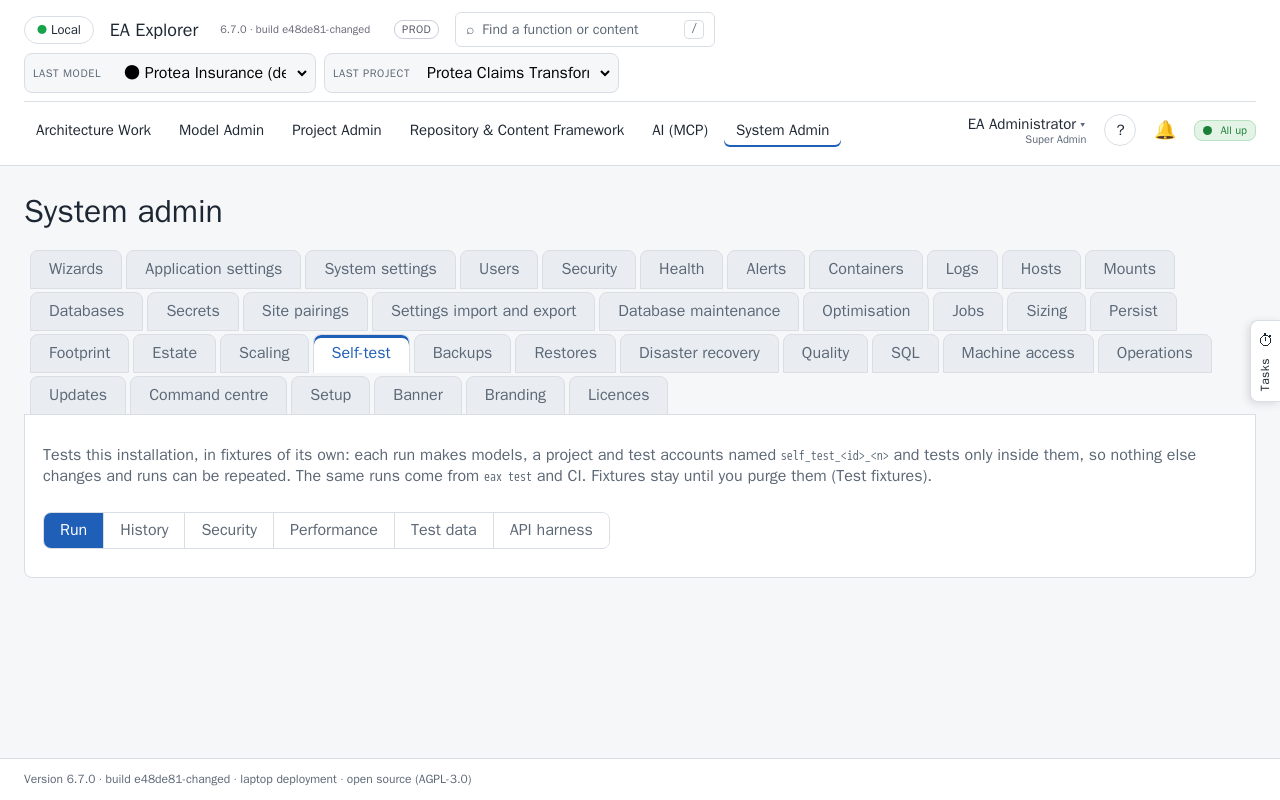 Local
EA Explorer
6.7.0 · build e48de81-changed
PROD
Find a function or content
/
LAST MODEL
Protea Insurance (de
LAST PROJECT
Protea Claims Transfor
Architecture Work
Model Admin
Project Admin
Repository & Content Framework
AI (MCP)
System Admin
EA Administrator
Super Admin
?
All up
System admin
Wizards
Application settings
System settings
Users
Security
Health
Alerts
Containers
Logs
Hosts
Mounts
Databases
Secrets
Site pairings
Settings import and export
Database maintenance
Optimisation
Jobs
Sizing
Persist
Footprint
Estate
Scaling
Self-test
Backups
Restores
Disaster recovery
Quality
SQL
Machine access
Operations
Updates
Command centre
Setup
Banner
Branding
Licences
Tasks
Tests this installation, in fixtures of its own: each run makes models, a project and test accounts named self_test_<id>_<n> and tests only inside them, so nothing else
changes and runs can be repeated. The same runs come from eax test and CI. Fixtures stay until you purge them (Test fixtures).
Run
History
Security
Performance
Test data
API harness
Version 6.7.0 · build e48de81-changed · laptop deployment · open source (AGPL-3.0)